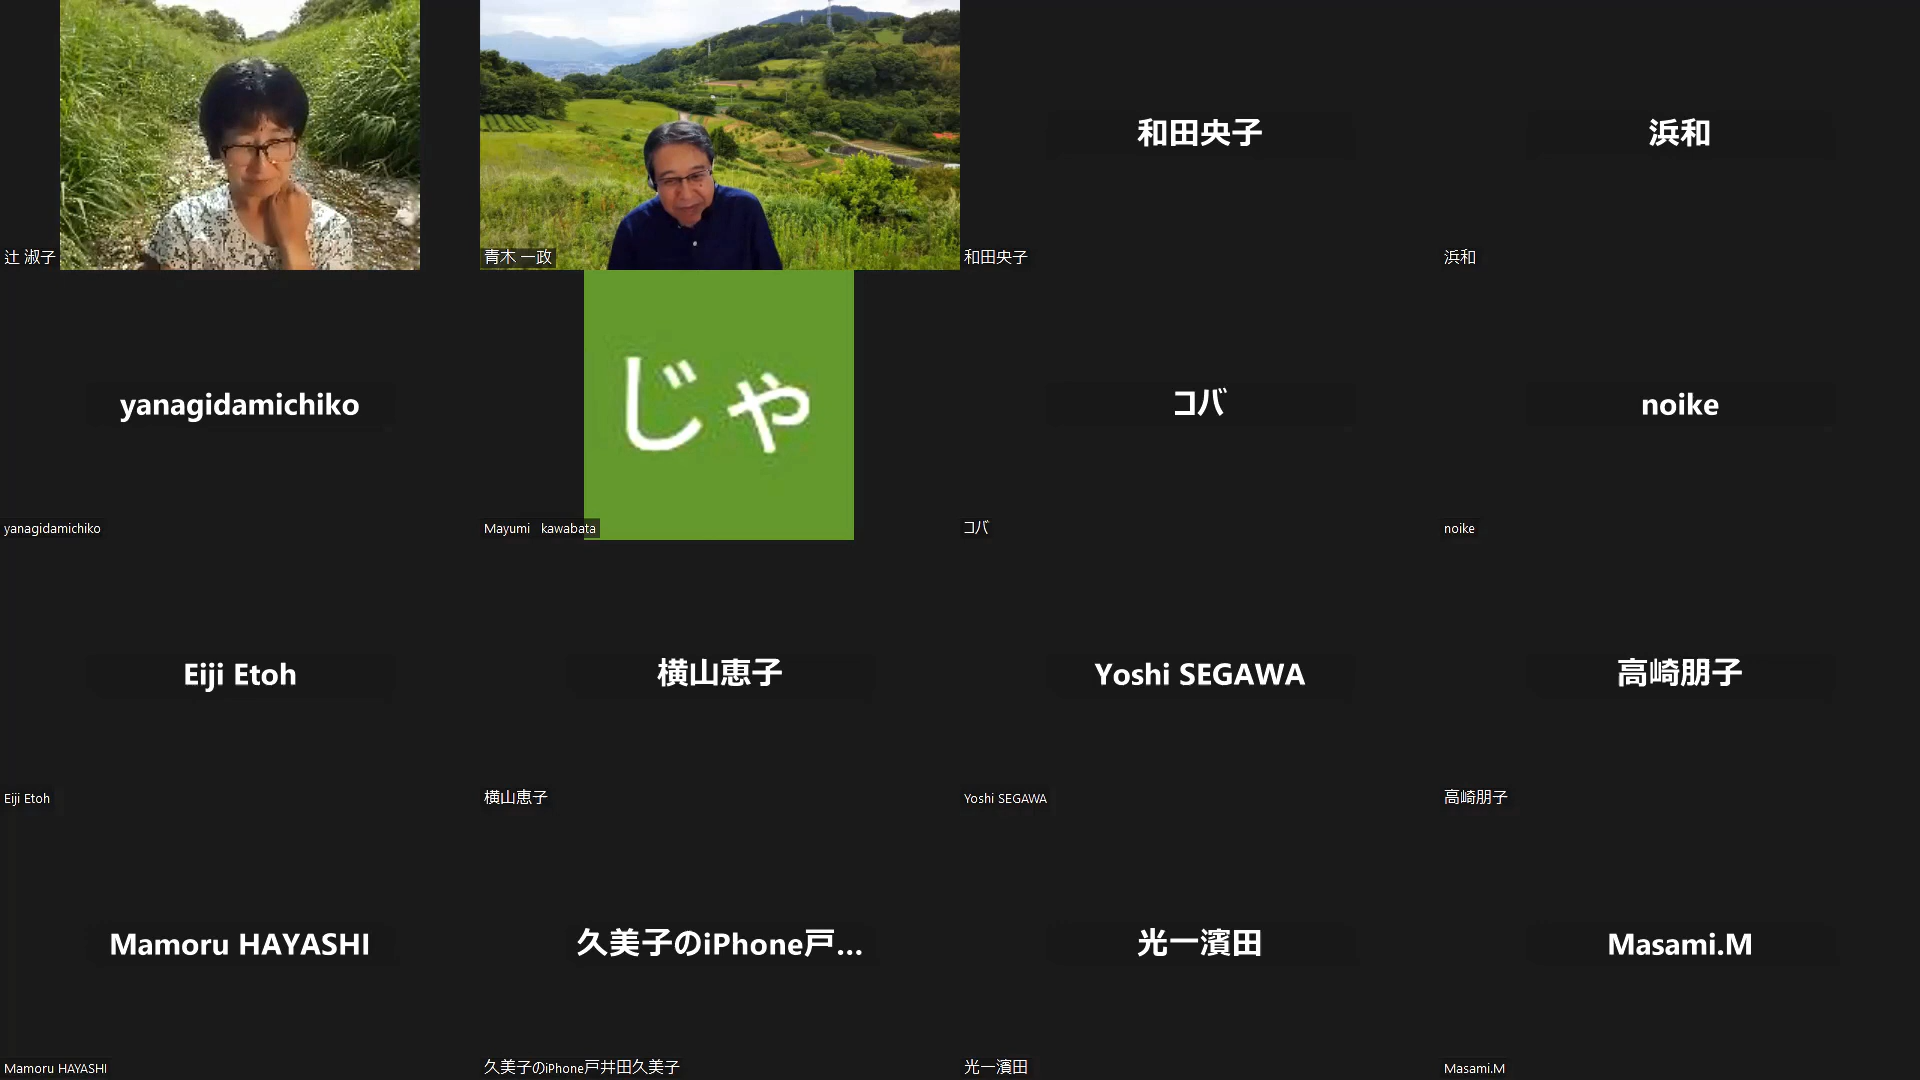 辻 淑子
青木 一政
和田央子
和田央子
浜和
浜和
yanagidamichiko
yanagidamichiko
じゃ
Mayumi kawabata
コバ
コバ
noike
noike
Eiji Etoh
Eiji Etoh
横山恵子
横山恵子
Yoshi SEGAWA
Yoshi SEGAWA
高崎朋子
高崎朋子
Mamoru HAYASHI
Mamoru HAYASHI
久美子のiPhone戸...
久美子のiPhone戸井田久美子
光一濱田
光一濱田
Masami.M
Masami.M